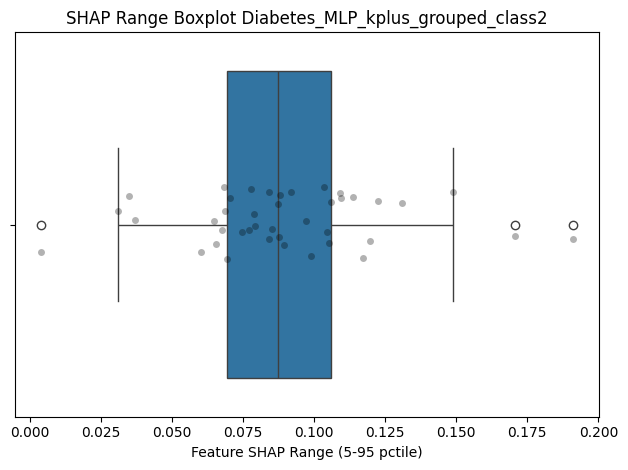 SHAP Range Boxplot Diabetes_MLP_kplus_grouped_class2
0.000 0.025 0.050 0.075 0.100 0.125 0.150 0.175 0.200
Feature SHAP Range (5-95 pctile)